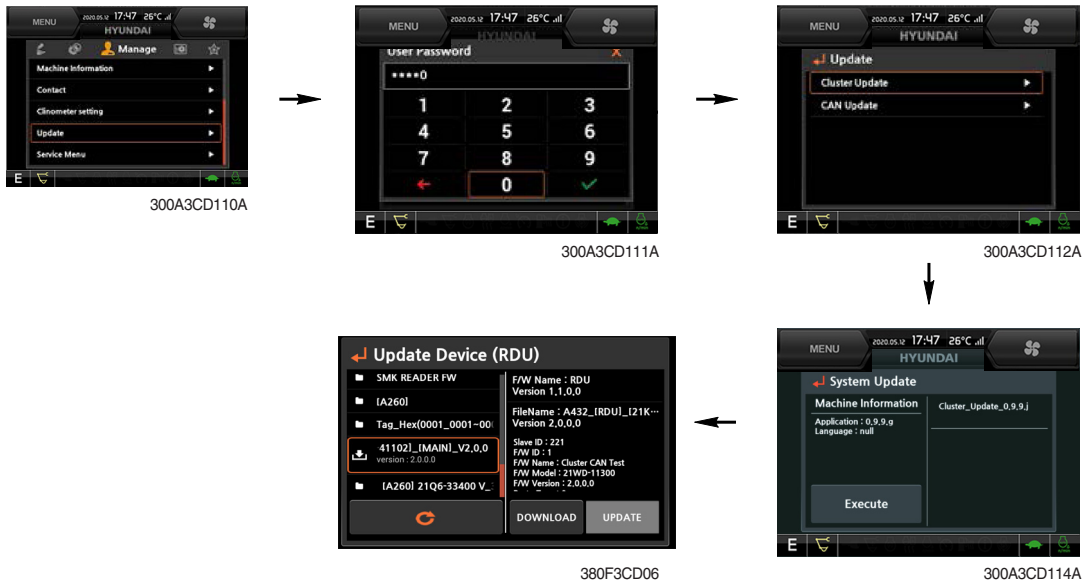 MENU
2020.05.12 17:47 26°C
HYUNDAI
Manage
Machine Information
Contact
Clinometer setting
Update
Service Menu
E
300A3CD110A
MENU
2020.05.12 17:47 26°C
HYUNDAI
User Password
X
****0
1 2 3
4 5 6
7 8 9
0
E
300A3CD111A
MENU
2020.05.12 17:47 26°C
HYUNDAI
Update
Cluster Update
CAN Update
E
300A3CD112A
MENU
2020.05.12 17:47 26°C
HYUNDAI
System Update
Machine Information
Application : 0,9,9,g
Language : null
Cluster_Update_0,9,9,j
Execute
E
300A3CD114A
Update Device (RDU)
SMK READER FW
[A260]
Tag_Hex(0001_0001-00
41102]_[MAIN]_V2,0,0
version : 2.0.0.0
[A260] 21Q6-33400 V_
F/W Name : RDU
Version 1,1,0,0
FileName : A432_[RDU]_[21K···
Version 2,0,0,0
Slave ID : 221
F/W ID : 1
F/W Name : Cluster CAN Test
F/W Model : 21WD-11300
F/W Version : 2,0,0,0
DOWNLOAD
UPDATE
380F3CD06